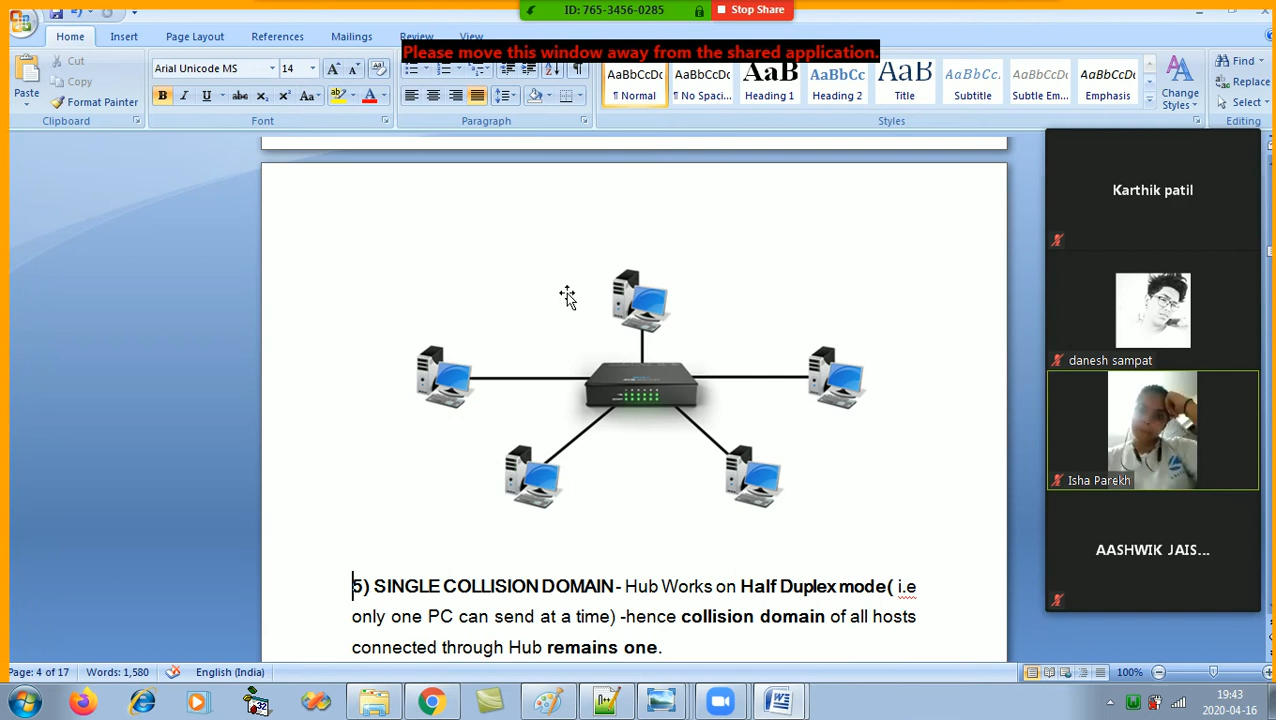 ID: 765-3456-0285
Stop Share
Home
Insert
Page Layout
References
Mailings
Review
Please move this window away from the shared application.
Paste
Cut
Copy
Format Painter
Clipboard
Arial Unicode MS
14
Font
Paragraph
AaBbCcDc
¶ Normal
AaBbCcDc
¶ No Spaci...
AaB
Heading 1
AaBbCc
Heading 2
AaB
Title
AaBbCc.
Subtitle
AaBbCcDc
Subtle Em...
AaBbCcDc
Emphasis
Change
Styles
Styles
Find
Replace
Select
Editing
Karthik patil
danesh sampat
Isha Parekh
AASHWIK JAIS...
5) SINGLE COLLISION DOMAIN- Hub Works on Half Duplex mode( i.e
only one PC can send at a time) -hence collision domain of all hosts
connected through Hub remains one.
Page: 4 of 17
Words: 1,580
English (India)
100%
19:43
2020-04-16